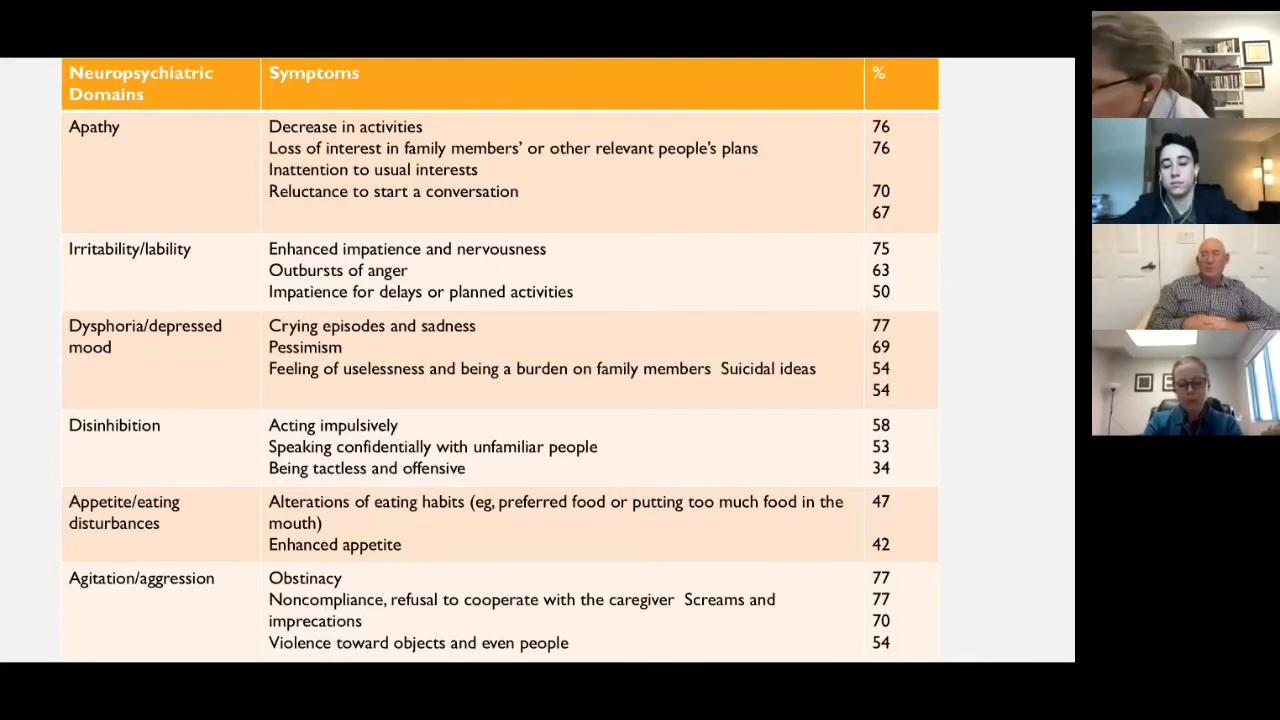 Neuropsychiatric Domains Symptoms %
Apathy Decrease in activities 76
Loss of interest in family members’ or other relevant people’s plans 76
Inattention to usual interests
Reluctance to start a conversation 70
67
Irritability/lability Enhanced impatience and nervousness 75
Outbursts of anger 63
Impatience for delays or planned activities 50
Dysphoria/depressed Crying episodes and sadness 77
mood Pessimism 69
Feeling of uselessness and being a burden on family members Suicidal ideas 54
54
Disinhibition Acting impulsively 58
Speaking confidentially with unfamiliar people 53
Being tactless and offensive 34
Appetite/eating Alterations of eating habits (eg, preferred food or putting too much food in the 47
disturbances mouth)
Enhanced appetite 42
Agitation/aggression Obstinacy 77
Noncompliance, refusal to cooperate with the caregiver Screams and 77
imprecations 70
Violence toward objects and even people 54